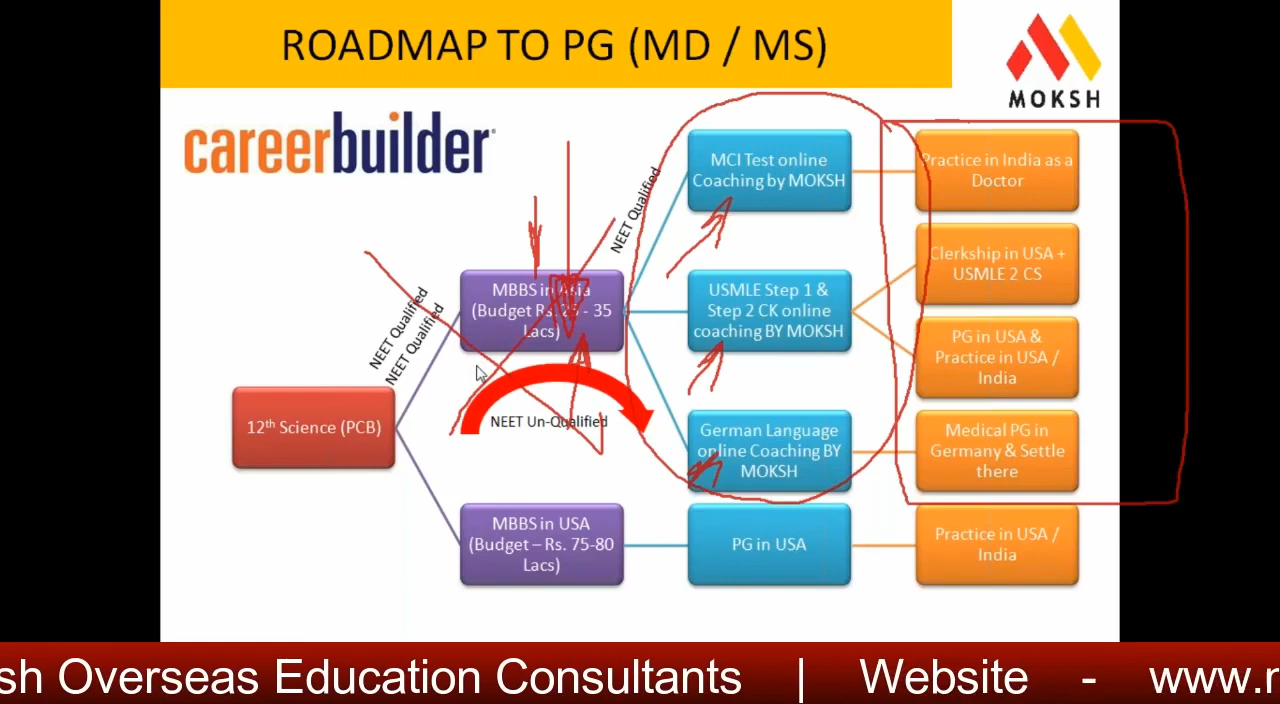 ROADMAP TO PG (MD / MS)
MOKSH
careerbuilder
NEET Qualified
MCI Test online
Coaching by MOKSH
Practice in India as a
Doctor
Clerkship in USA +
USMLE 2 CS
NEET Qualified
NEET Qualified
MBBS in Asia
(Budget Rs. 25 - 35
Lacs)
USMLE Step 1 &
Step 2 CK online
coaching BY MOKSH
PG in USA &
Practice in USA /
India
12th Science (PCB)
NEET Un-Qualified
German Language
online Coaching BY
MOKSH
Medical PG in
Germany & Settle
there
MBBS in USA
(Budget – Rs. 75-80
Lacs)
PG in USA
Practice in USA /
India
sh Overseas Education Consultants | Website - www.